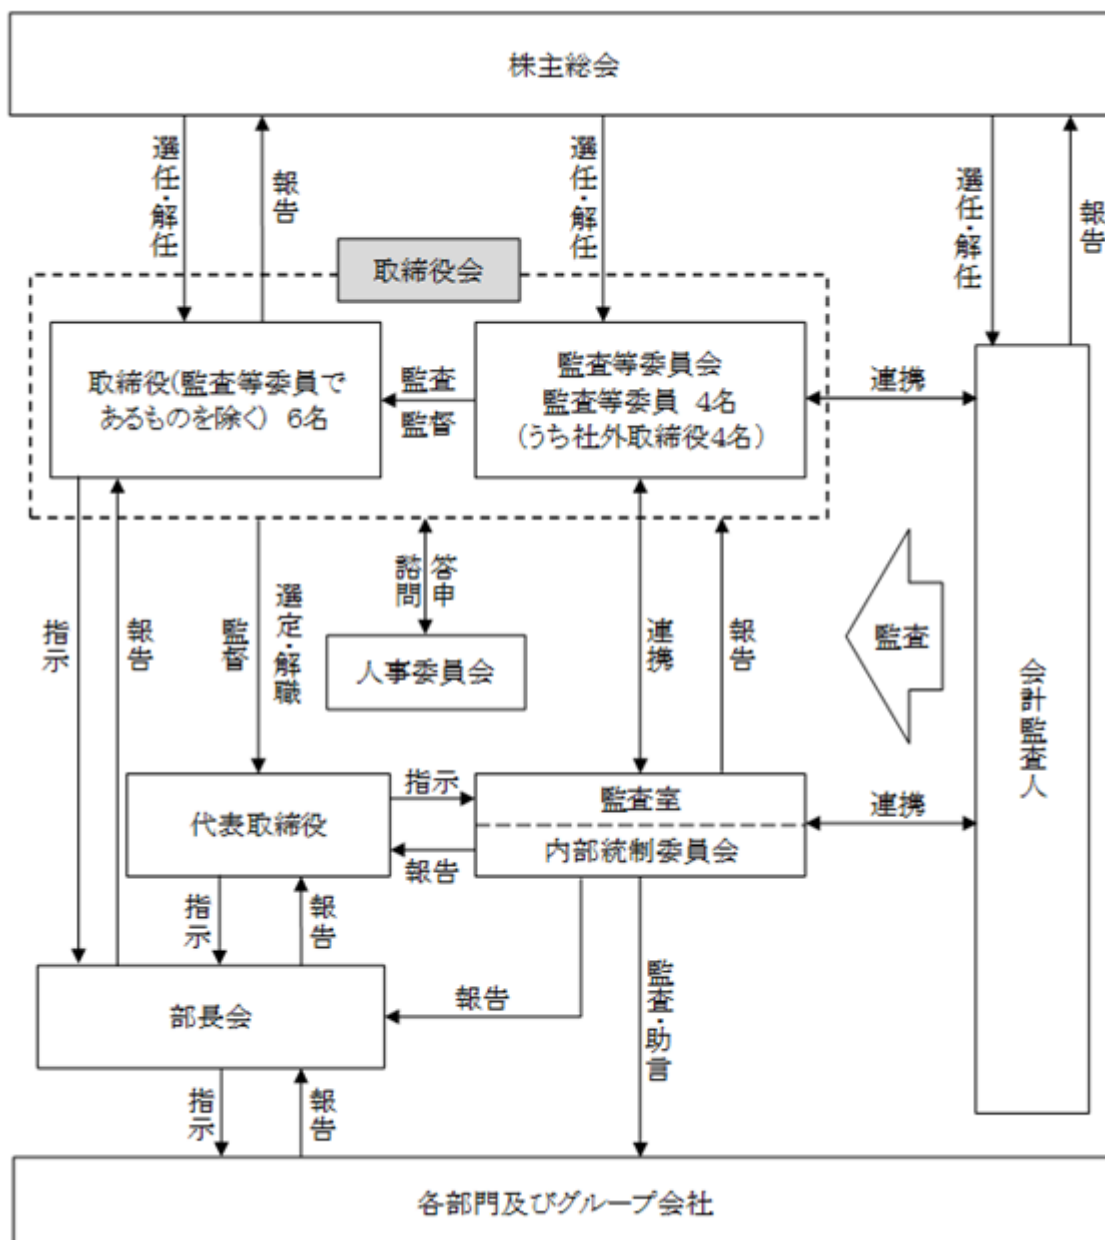 株主総会
選任・解任
報告
選任・解任
選任・解任
報告
取締役会
取締役(監査等委員で
あるものを除く) 6名
監査
監督
監査等委員会
監査等委員 4名
(うち社外取締役4名)
連携
指示
報告
監督
選定・解職
諮問
答申
人事委員会
連携
報告
監査
会計監査人
代表取締役
指示
報告
監査室
内部統制委員会
連携
指示
報告
部長会
報告
監査・助言
指示
報告
各部門及びグループ会社